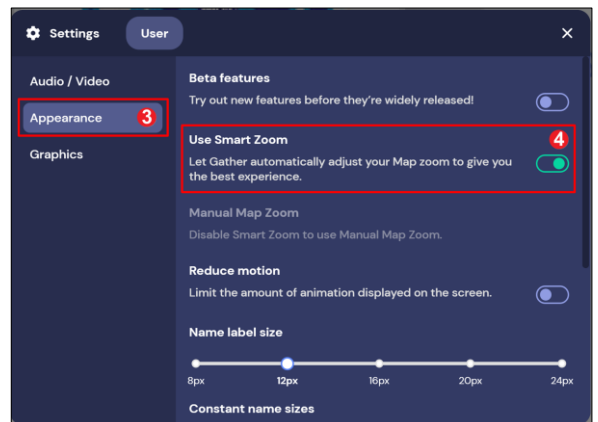 Settings User
Audio / Video
Appearance 3
Graphics
Beta features
Try out new features before they're widely released!
Use Smart Zoom 4
Let Gather automatically adjust your Map zoom to give you
the best experience.
Manual Map Zoom
Disable Smart Zoom to use Manual Map Zoom.
Reduce motion
Limit the amount of animation displayed on the screen.
Name label size
8px 12px 16px 20px 24px
Constant name sizes